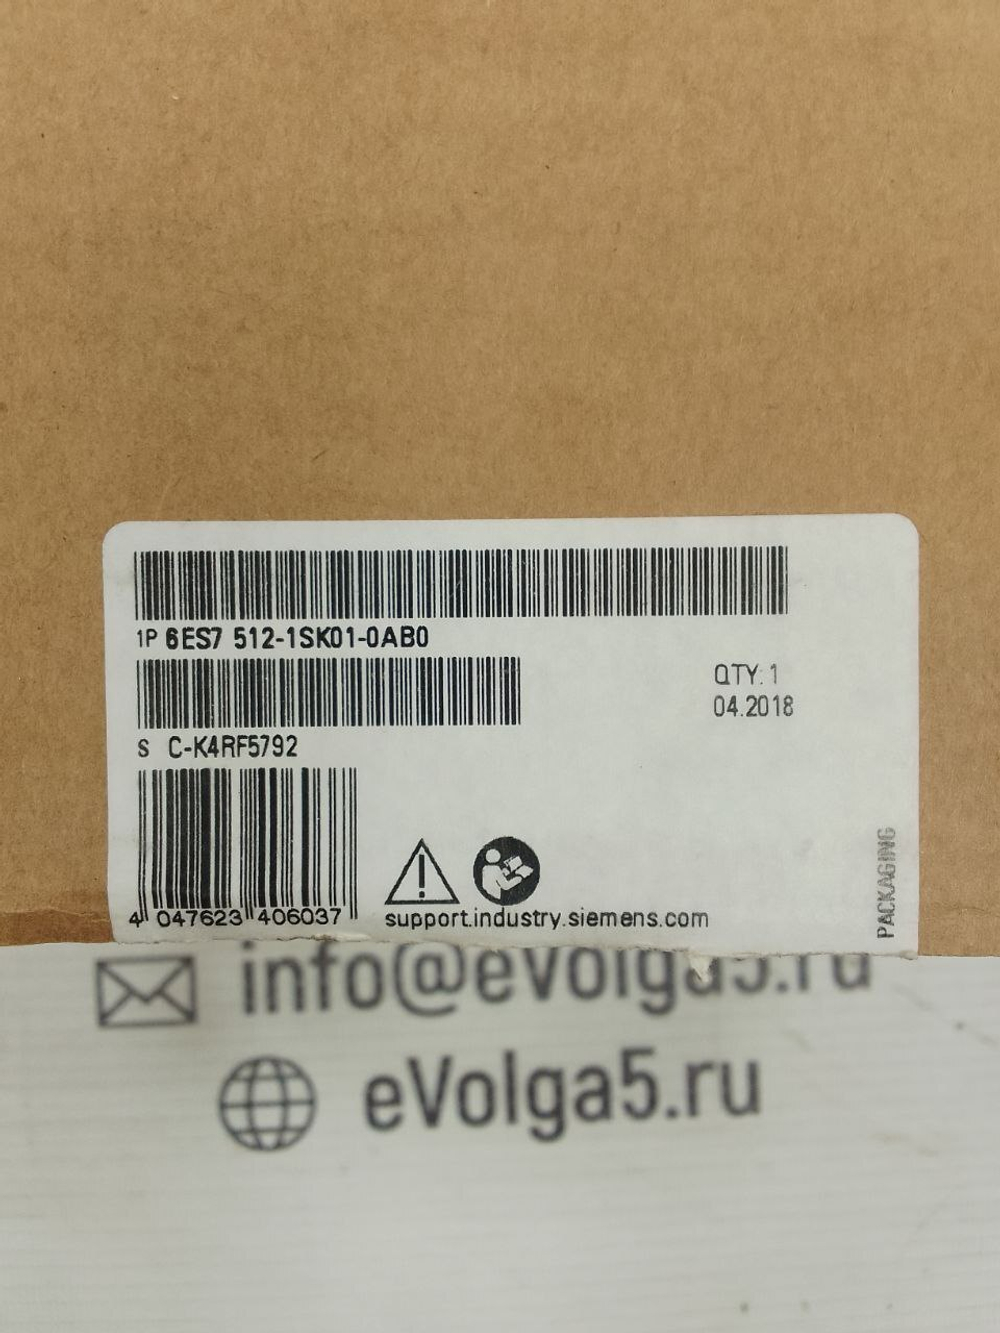 1P 6ES7 512-1SK01-0AB0
QTY: 1
04.2018
S C-K4RF5792
4 047623 406037
support.industry.siemens.com
PACKAGING
info@evolga5.ru
eVolga5.ru